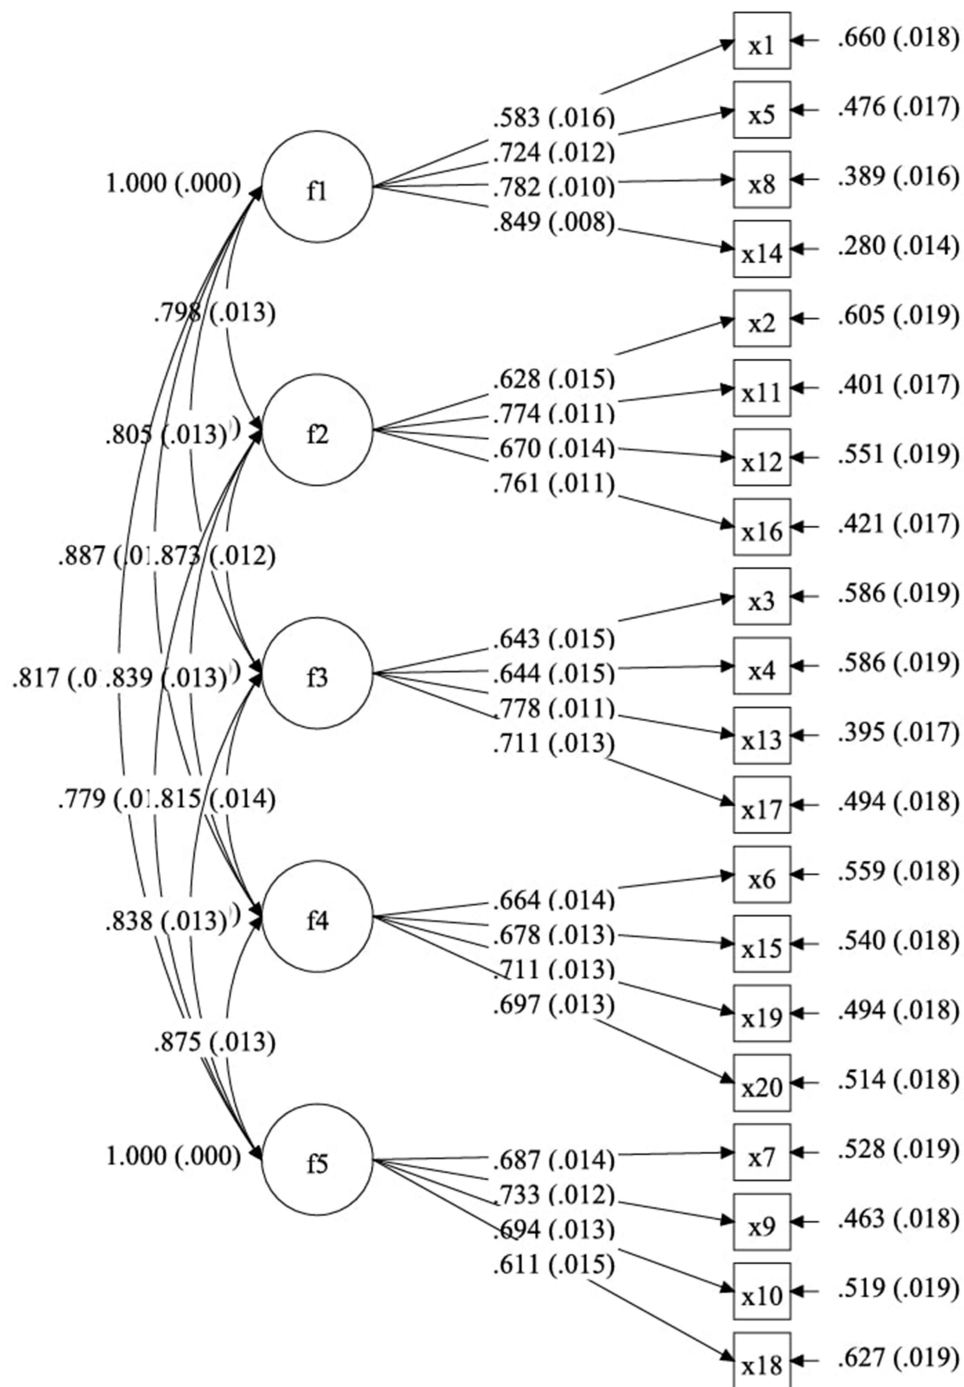 x1
.660 (.018)
.583 (.016)
x5
.476 (.017)
.724 (.012)
1.000 (.000)
f1
.782 (.010)
x8
.389 (.016)
.849 (.008)
x14
.280 (.014)
.798 (.013)
x2
.605 (.019)
.628 (.015)
x11
.401 (.017)
.774 (.011)
.805 (.013)
f2
.670 (.014)
x12
.551 (.019)
.761 (.011)
x16
.421 (.017)
.887
.873 (.012)
x3
.586 (.019)
.643 (.015)
x4
.586 (.019)
.817
.839 (.013)
f3
.644 (.015)
.778 (.011)
x13
.395 (.017)
.711 (.013)
x17
.494 (.018)
.779
.815 (.014)
x6
.559 (.018)
.664 (.014)
.838 (.013)
f4
.678 (.013)
x15
.540 (.018)
.711 (.013)
x19
.494 (.018)
.697 (.013)
x20
.514 (.018)
.875 (.013)
1.000 (.000)
f5
.687 (.014)
x7
.528 (.019)
.733 (.012)
x9
.463 (.018)
.694 (.013)
x10
.519 (.019)
.611 (.015)
x18
.627 (.019)